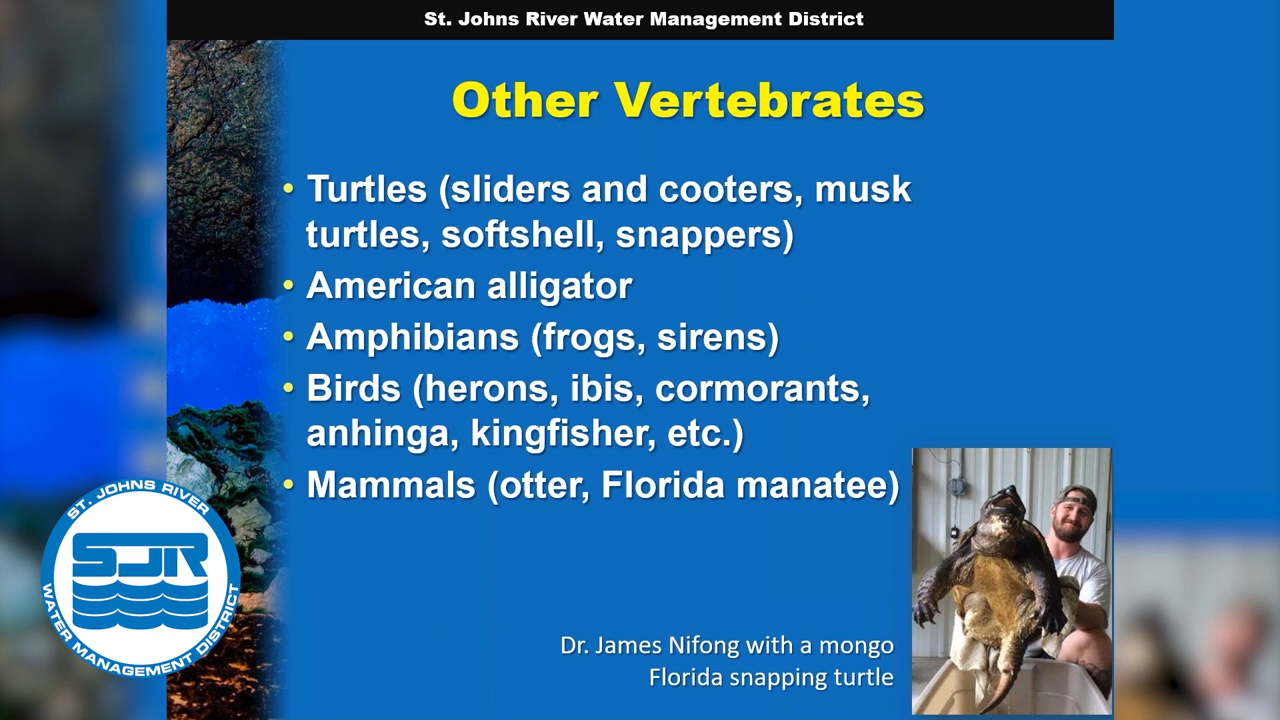 St. Johns River Water Management District
Other Vertebrates
• Turtles (sliders and cooters, musk
turtles, softshell, snappers)
• American alligator
• Amphibians (frogs, sirens)
• Birds (herons, ibis, cormorants,
anhinga, kingfisher, etc.)
• Mammals (otter, Florida manatee)
ST. JOHNS RIVER
SJR
WATER MANAGEMENT DISTRICT
Dr. James Nifong with a mongo
Florida snapping turtle